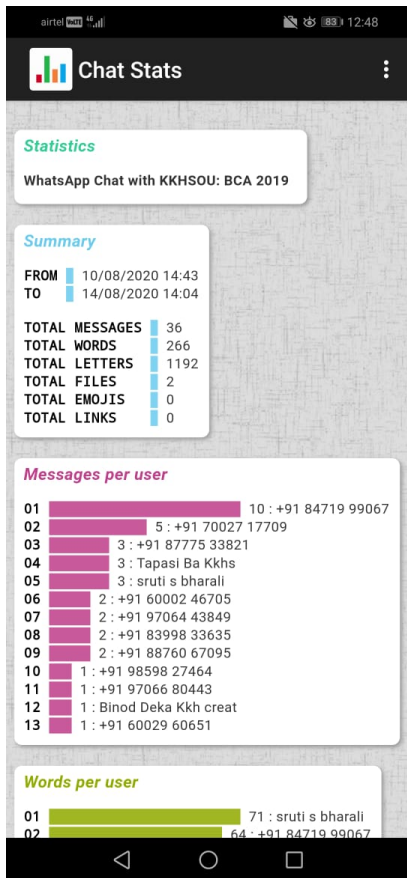 airtel VoLTE 4G 83 12:48
Chat Stats
Statistics
WhatsApp Chat with KKHSOU: BCA 2019
Summary
FROM 10/08/2020 14:43
TO 14/08/2020 14:04
TOTAL MESSAGES 36
TOTAL WORDS 266
TOTAL LETTERS 1192
TOTAL FILES 2
TOTAL EMOJIS 0
TOTAL LINKS 0
Messages per user
01 10 : +91 84719 99067
02 5 : +91 70027 17709
03 3 : +91 87775 33821
04 3 : Tapasi Ba Kkhs
05 3 : sruti s bharali
06 2 : +91 60002 46705
07 2 : +91 97064 43849
08 2 : +91 83998 33635
09 2 : +91 88760 67095
10 1 : +91 98598 27464
11 1 : +91 97066 80443
12 1 : Binod Deka Kkh creat
13 1 : +91 60029 60651
Words per user
01 71 : sruti s bharali
02 64 : +91 84719 99067